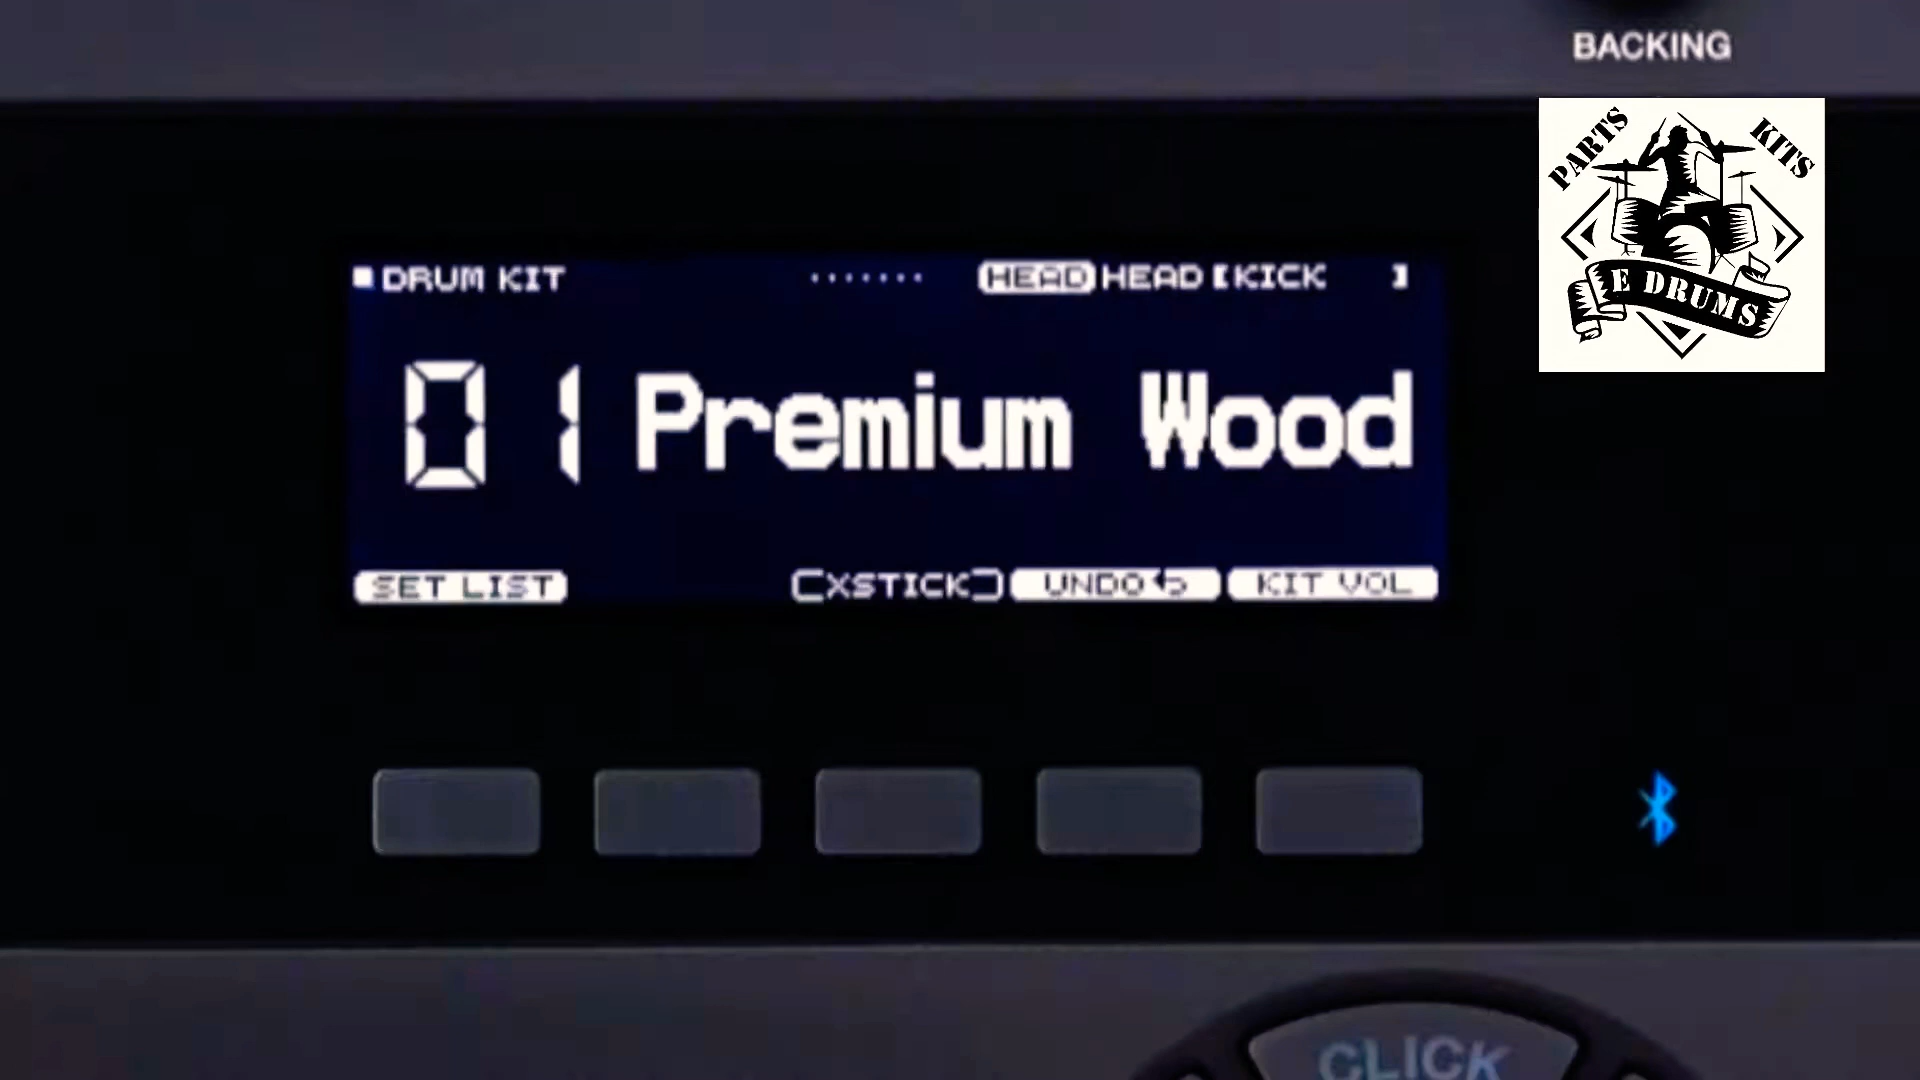 BACKING
PARTS KITS
E DRUMS
DRUM KIT HEAD HEAD [KICK ]
01 Premium Wood
SET LIST [XSTICK] UNDO KIT VOL
CLICK